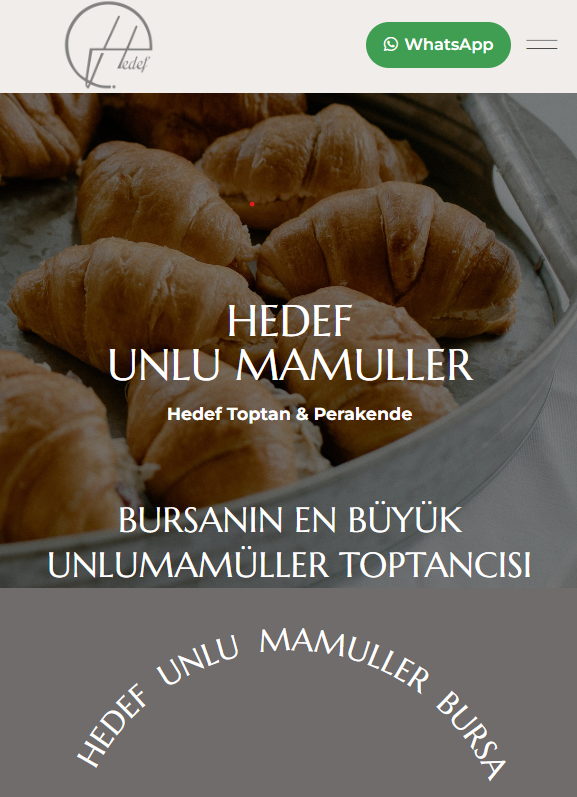 Hedef
WhatsApp
HEDEF
UNLU MAMULLER
Hedef Toptan & Perakende
BURSANIN EN BÜYÜK
UNLUMAMÜLLER TOPTANCISI
HEDEF UNLU MAMULLER BURSA